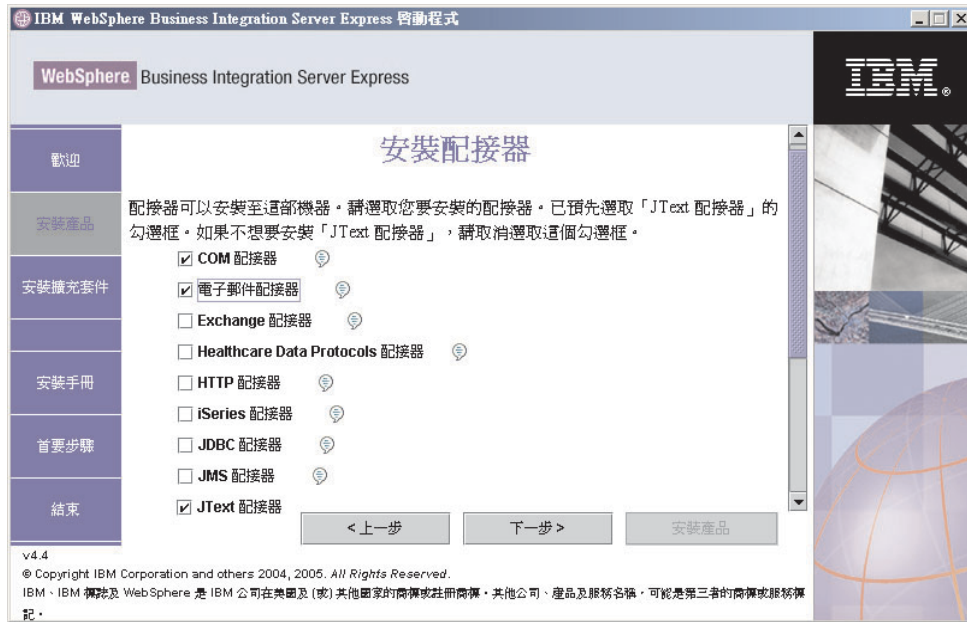 IBM WebSphere Business Integration Server Express 啓動程式
WebSphere. Business Integration Server Express
IBM®
歡迎
安裝產品
安裝擴充套件
安裝手冊
首要步驟
結束
安裝配接器
配接器可以安裝至這部機器。請選取您要安裝的配接器。已預先選取「JText 配接器」的
勾選框。如果不想要安裝「JText 配接器」，請取消選取這個勾選框。
COM 配接器
電子郵件配接器
Exchange 配接器
Healthcare Data Protocols 配接器
HTTP 配接器
iSeries 配接器
JDBC 配接器
JMS 配接器
JText 配接器
<上一步
下一步>
安裝產品
v4.4
© Copyright IBM Corporation and others 2004, 2005. All Rights Reserved.
IBM、IBM 標誌及 WebSphere 是 IBM 公司在美國及 (或) 其他國家的商標或註冊商標。其他公司、產品及服務名稱，可能是第三者的商標或服務標
記。